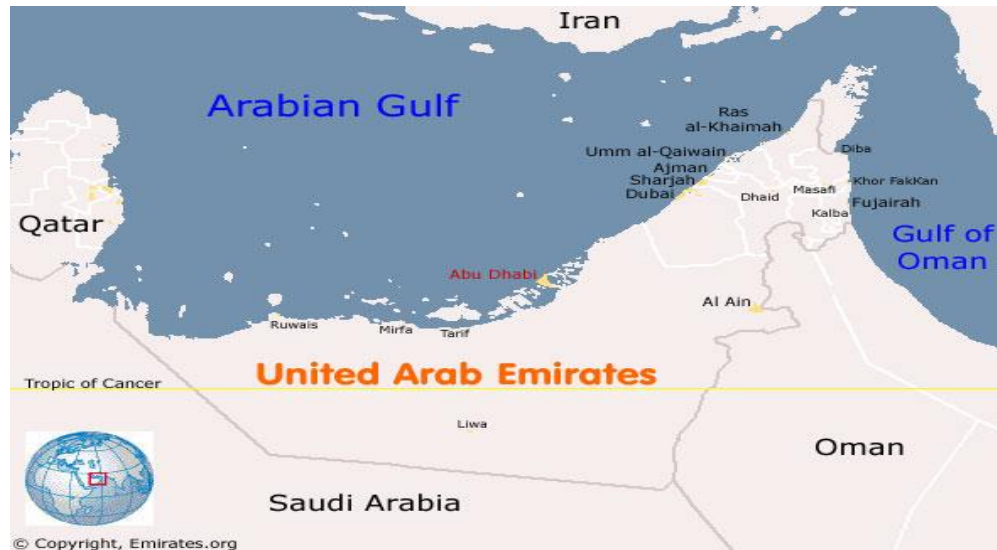 Iran
Arabian Gulf
Ras
al-Khaimah
Umm al-Qaiwain
Ajman
Sharjah
Dubai
Diba
Khor FakKan
Masafi
Dhaid
Kalba
Fujairah
Qatar
Gulf of
Oman
Abu Dhabi
Al Ain
Ruwais
Mirfa
Tarif
United Arab Emirates
Tropic of Cancer
Liwa
Oman
Saudi Arabia
© Copyright, Emirates.org